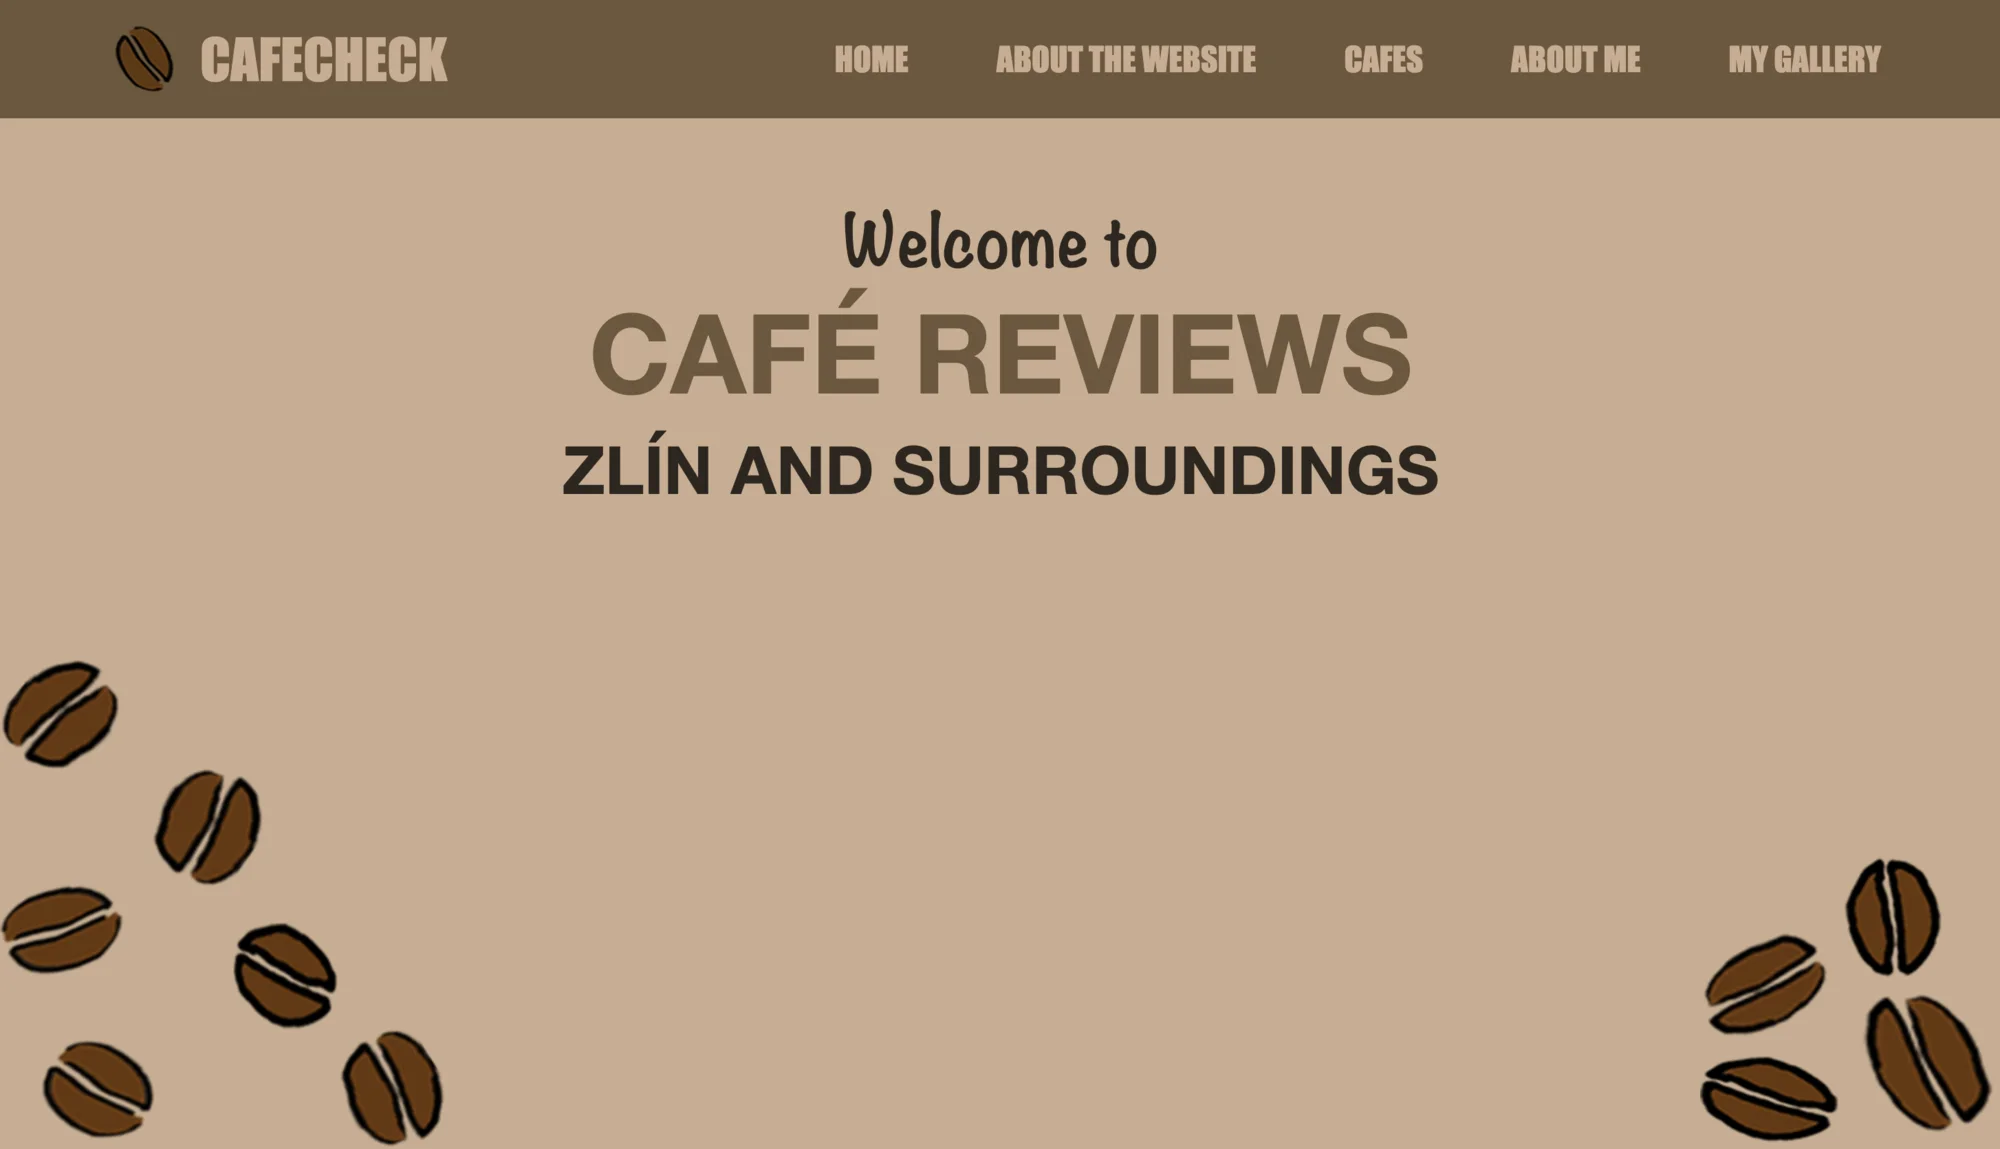 CAFECHECK
HOME ABOUT THE WEBSITE CAFES ABOUT ME MY GALLERY
Welcome to
CAFÉ REVIEWS
ZLÍN AND SURROUNDINGS